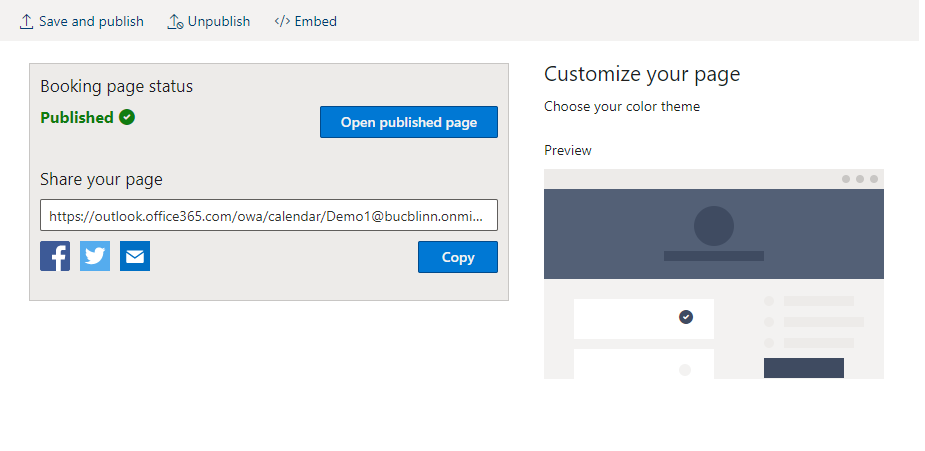 Save and publish
Unpublish
</> Embed
Booking page status
Published
Open published page
Share your page
https://outlook.office365.com/owa/calendar/Demo1@bucblinn.onmi...
Copy
Customize your page
Choose your color theme
Preview